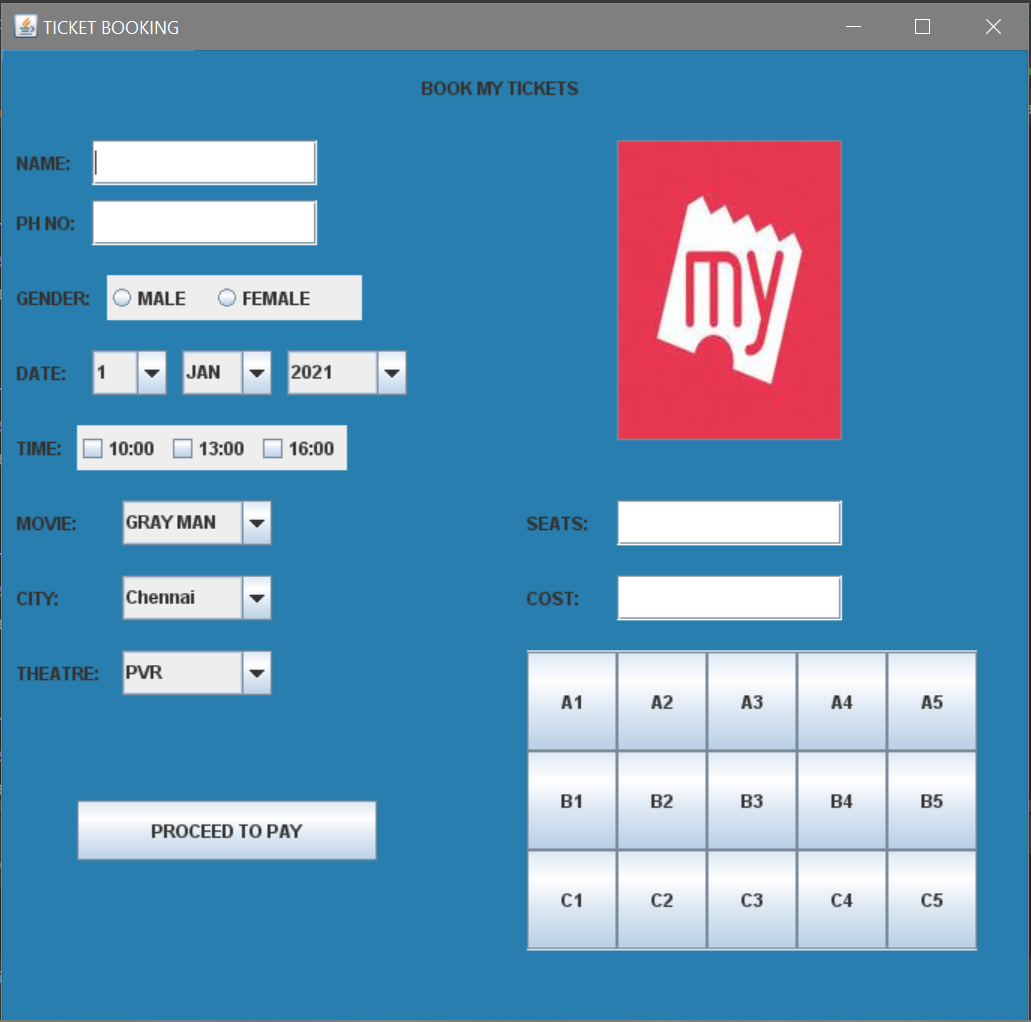 TICKET BOOKING
BOOK MY TICKETS
NAME:
PH NO:
GENDER: MALE FEMALE
DATE: 1 JAN 2021
TIME: 10:00 13:00 16:00
MOVIE: GRAY MAN
CITY: Chennai
THEATRE: PVR
PROCEED TO PAY
my
SEATS:
COST:
A1 A2 A3 A4 A5
B1 B2 B3 B4 B5
C1 C2 C3 C4 C5